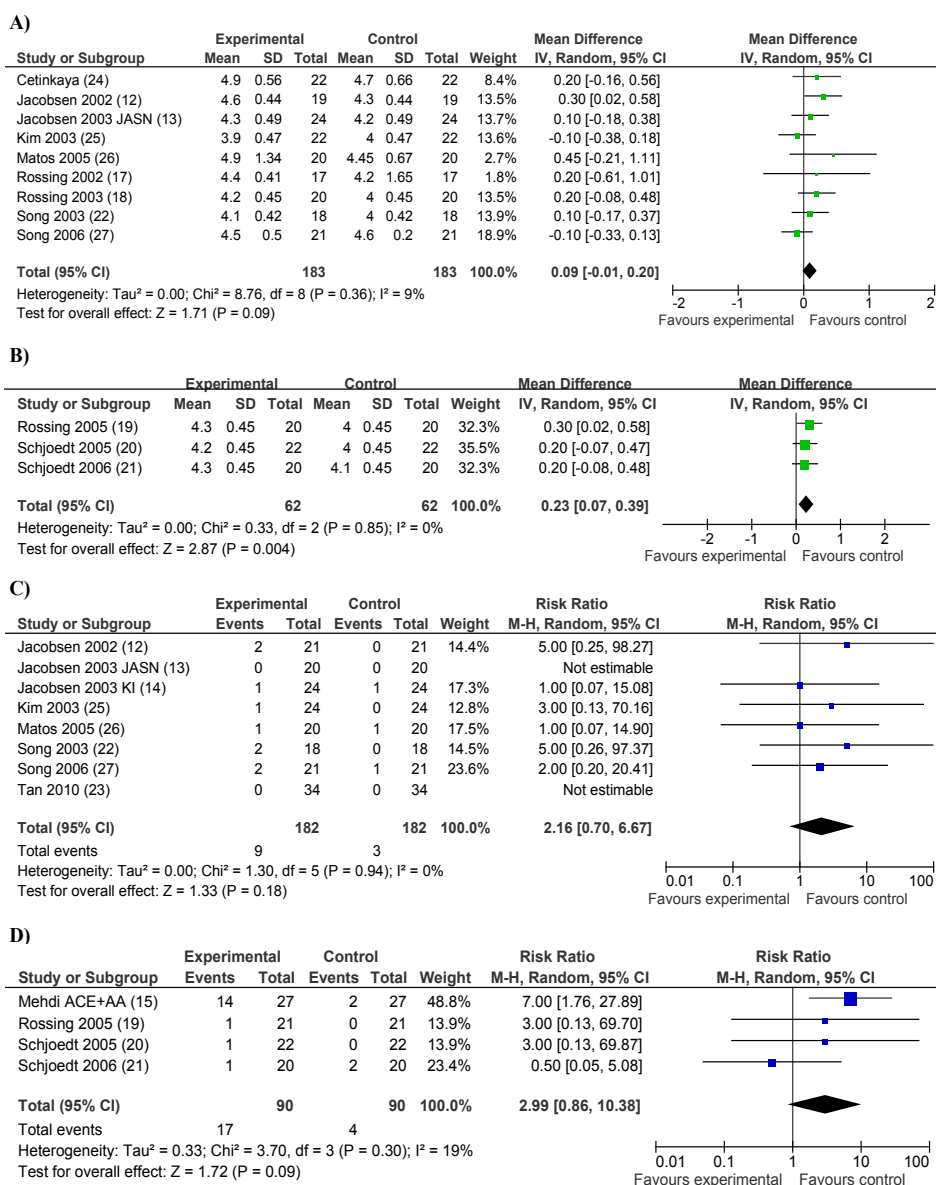 A)
Experimental Control Mean Difference Mean Difference
Study or Subgroup Mean SD Total Mean SD Total Weight IV, Random, 95% CI IV, Random, 95% CI
Cetinkaya (24) 4.9 0.56 22 4.7 0.66 22 8.4% 0.20 [-0.16, 0.56]
Jacobsen 2002 (12) 4.6 0.44 19 4.3 0.44 19 13.5% 0.30 [0.02, 0.58]
Jacobsen 2003 JASN (13) 4.3 0.49 24 4.2 0.49 24 13.7% 0.10 [-0.18, 0.38]
Kim 2003 (25) 3.9 0.47 22 4 0.47 22 13.6% -0.10 [-0.38, 0.18]
Matos 2005 (26) 4.9 1.34 20 4.45 0.67 20 2.7% 0.45 [-0.21, 1.11]
Rossing 2002 (17) 4.4 0.41 17 4.2 1.65 17 1.8% 0.20 [-0.61, 1.01]
Rossing 2003 (18) 4.2 0.45 20 4 0.45 20 13.5% 0.20 [-0.08, 0.48]
Song 2003 (22) 4.1 0.42 18 4 0.42 18 13.9% 0.10 [-0.17, 0.37]
Song 2006 (27) 4.5 0.5 21 4.6 0.2 21 18.9% -0.10 [-0.33, 0.13]
Total (95% CI) 183 183 100.0% 0.09 [-0.01, 0.20]
Heterogeneity: Tau² = 0.00; Chi² = 8.76, df = 8 (P = 0.36); I² = 9%
Test for overall effect: Z = 1.71 (P = 0.09)
-2 -1 0 1 2
Favours experimental Favours control
B)
Experimental Control Mean Difference Mean Difference
Study or Subgroup Mean SD Total Mean SD Total Weight IV, Random, 95% CI IV, Random, 95% CI
Rossing 2005 (19) 4.3 0.45 20 4 0.45 20 32.3% 0.30 [0.02, 0.58]
Schjoedt 2005 (20) 4.2 0.45 22 4 0.45 22 35.5% 0.20 [-0.07, 0.47]
Schjoedt 2006 (21) 4.3 0.45 20 4.1 0.45 20 32.3% 0.20 [-0.08, 0.48]
Total (95% CI) 62 62 100.0% 0.23 [0.07, 0.39]
Heterogeneity: Tau² = 0.00; Chi² = 0.33, df = 2 (P = 0.85); I² = 0%
Test for overall effect: Z = 2.87 (P = 0.004)
-2 -1 0 1 2
Favours experimental Favours control
C)
Experimental Control Risk Ratio Risk Ratio
Study or Subgroup Events Total Events Total Weight M-H, Random, 95% CI M-H, Random, 95% CI
Jacobsen 2002 (12) 2 21 0 21 14.4% 5.00 [0.25, 98.27]
Jacobsen 2003 JASN (13) 0 20 0 20 Not estimable
Jacobsen 2003 KI (14) 1 24 1 24 17.3% 1.00 [0.07, 15.08]
Kim 2003 (25) 1 24 0 24 12.8% 3.00 [0.13, 70.16]
Matos 2005 (26) 1 20 1 20 17.5% 1.00 [0.07, 14.90]
Song 2003 (22) 2 18 0 18 14.5% 5.00 [0.26, 97.37]
Song 2006 (27) 2 21 1 21 23.6% 2.00 [0.20, 20.41]
Tan 2010 (23) 0 34 0 34 Not estimable
Total (95% CI) 182 182 100.0% 2.16 [0.70, 6.67]
Total events 9 3
Heterogeneity: Tau² = 0.00; Chi² = 1.30, df = 5 (P = 0.94); I² = 0%
Test for overall effect: Z = 1.33 (P = 0.18)
0.01 0.1 1 10 100
Favours experimental Favours control
D)
Experimental Control Risk Ratio Risk Ratio
Study or Subgroup Events Total Events Total Weight M-H, Random, 95% CI M-H, Random, 95% CI
Mehdi ACE+AA (15) 14 27 2 27 48.8% 7.00 [1.76, 27.89]
Rossing 2005 (19) 1 21 0 21 13.9% 3.00 [0.13, 69.70]
Schjoedt 2005 (20) 1 22 0 22 13.9% 3.00 [0.13, 69.87]
Schjoedt 2006 (21) 1 20 2 20 23.4% 0.50 [0.05, 5.08]
Total (95% CI) 90 90 100.0% 2.99 [0.86, 10.38]
Total events 17 4
Heterogeneity: Tau² = 0.33; Chi² = 3.70, df = 3 (P = 0.30); I² = 19%
Test for overall effect: Z = 1.72 (P = 0.09)
0.01 0.1 1 10 100
Favours experimental Favours control